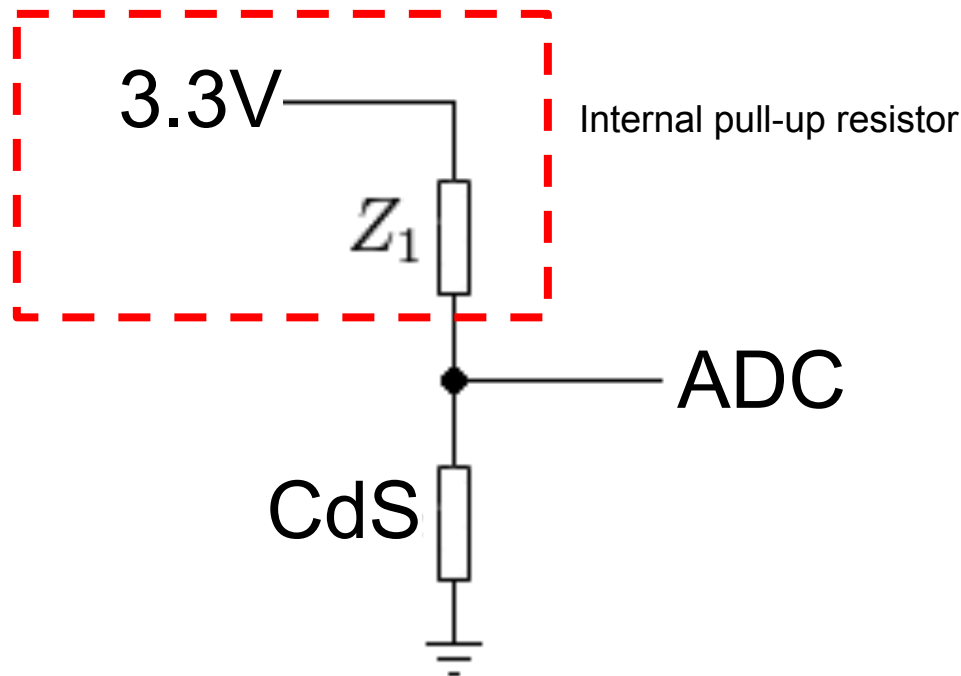 3.3V
Internal pull-up resistor
Z₁
ADC
CdS